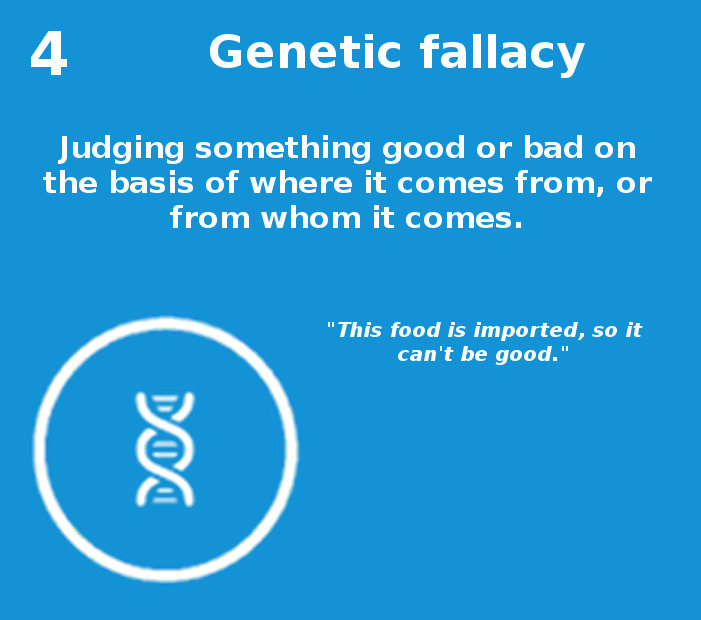 4 Genetic fallacy
Judging something good or bad on
the basis of where it comes from, or
from whom it comes.
"This food is imported, so it
can't be good."